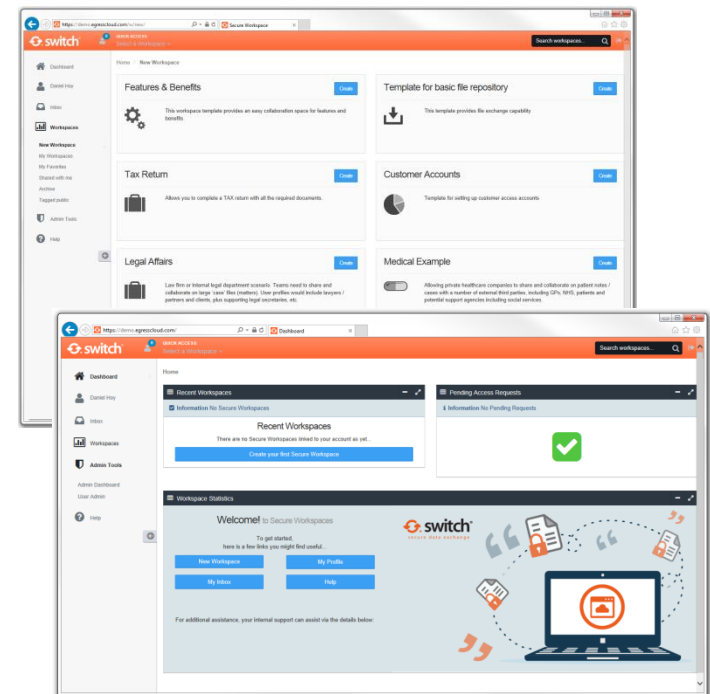 https://demo.egresscloud.com/ui/new/
Secure Workspace
switch
QUICK ACCESS
Select a Workspace
Search workspaces...
Dashboard
Daniel Hoy
Inbox
Workspaces
New Workspace
My Workspaces
My Favorites
Shared with me
Archive
Tagged public
Admin Tools
Help
Home / New Workspace
Features & Benefits
Create
This workspace template provides an easy collaboration space for features and
benefits
Template for basic file repository
Create
This template provides file exchange capability
Tax Return
Create
Allows you to complete a TAX return with all the required documents.
Customer Accounts
Create
Template for setting up customer access accounts
Legal Affairs
Create
Law firm or Internal legal department scenario. Teams need to share and
collaborate on large 'case' files (matters). User profiles would include lawyers /
partners and clients, plus supporting legal secretaries, etc.
Medical Example
Create
Allowing private healthcare companies to share and collaborate on patient notes /
cases with a number of external third parties, including GPs, NHS, patients and
potential support agencies including social services.
https://demo.egresscloud.com/
Dashboard
switch
QUICK ACCESS
Select a Workspace
Search workspaces...
Dashboard
Daniel Hoy
Inbox
Workspaces
Admin Tools
Admin Dashboard
User Admin
Help
Home
Recent Workspaces
Information No Secure Workspaces
Recent Workspaces
There are no Secure Workspaces linked to your account as yet...
Create your first Secure Workspace
Pending Access Requests
Information No Pending Requests
Workspace Statistics
Welcome! to Secure Workspaces
To get started,
here is a few links you might find useful...
New Workspace
My Profile
My Inbox
Help
For additional assistance, your internal support can assist via the details below:
switch
secure data exchange